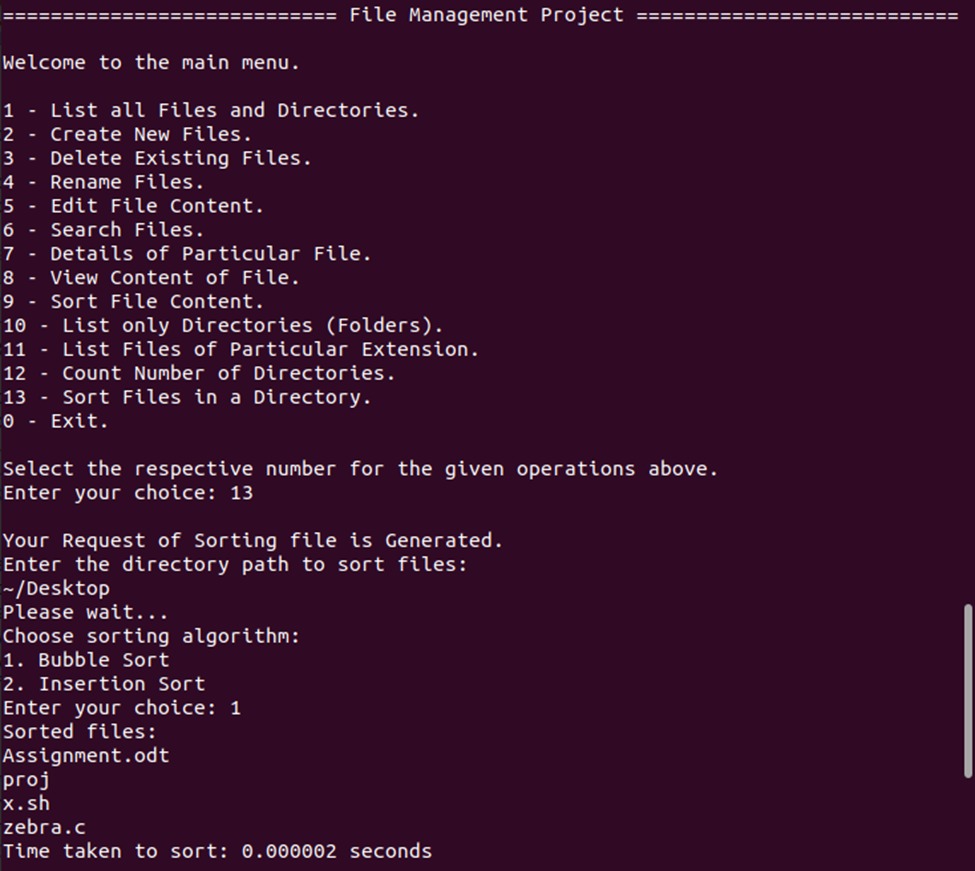 ============================ File Management Project ===========================
Welcome to the main menu.
1 - List all Files and Directories.
2 - Create New Files.
3 - Delete Existing Files.
4 - Rename Files.
5 - Edit File Content.
6 - Search Files.
7 - Details of Particular File.
8 - View Content of File.
9 - Sort File Content.
10 - List only Directories (Folders).
11 - List Files of Particular Extension.
12 - Count Number of Directories.
13 - Sort Files in a Directory.
0 - Exit.
Select the respective number for the given operations above.
Enter your choice: 13
Your Request of Sorting file is Generated.
Enter the directory path to sort files:
~/Desktop
Please wait...
Choose sorting algorithm:
1. Bubble Sort
2. Insertion Sort
Enter your choice: 1
Sorted files:
Assignment.odt
proj
x.sh
zebra.c
Time taken to sort: 0.000002 seconds